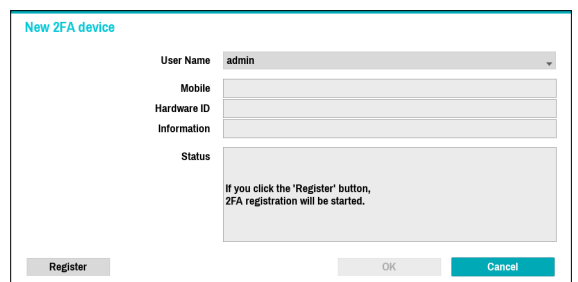 New 2FA device
User Name admin
Mobile
Hardware ID
Information
Status
If you click the 'Register' button,
2FA registration will be started.
Register OK Cancel